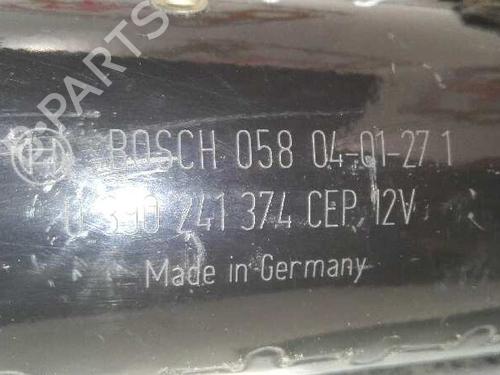 B PARTS
BOSCH 058 04-01-27 1
0 390 241 374 CEP 12V
Made in Germany